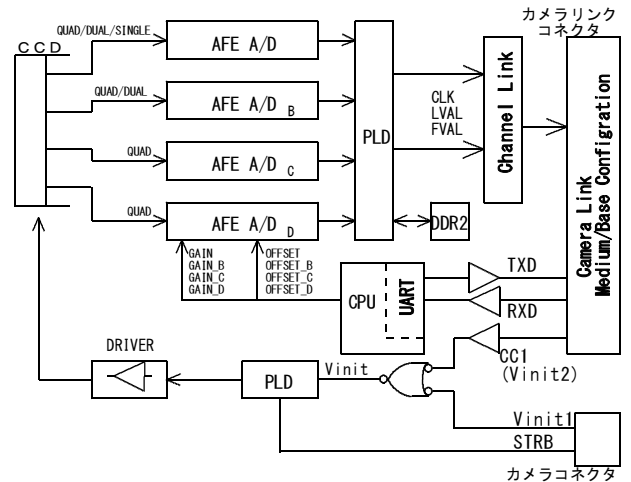 カメラリンク
コネクタ
CCD
QUAD/DUAL/SINGLE
AFE A/D
QUAD/DUAL
AFE A/D B
QUAD
AFE A/D C
QUAD
AFE A/D D
PLD
CLK
LVAL
FVAL
Channel Link
Camera Link
Medium/Base Configration
DDR2
GAIN
GAIN_B
GAIN_C
GAIN_D
OFFSET
OFFSET_B
OFFSET_C
OFFSET_D
CPU
UART
TXD
RXD
CC1
(Vinit2)
DRIVER
PLD
Vinit
Vinit1
STRB
カメラコネクタ